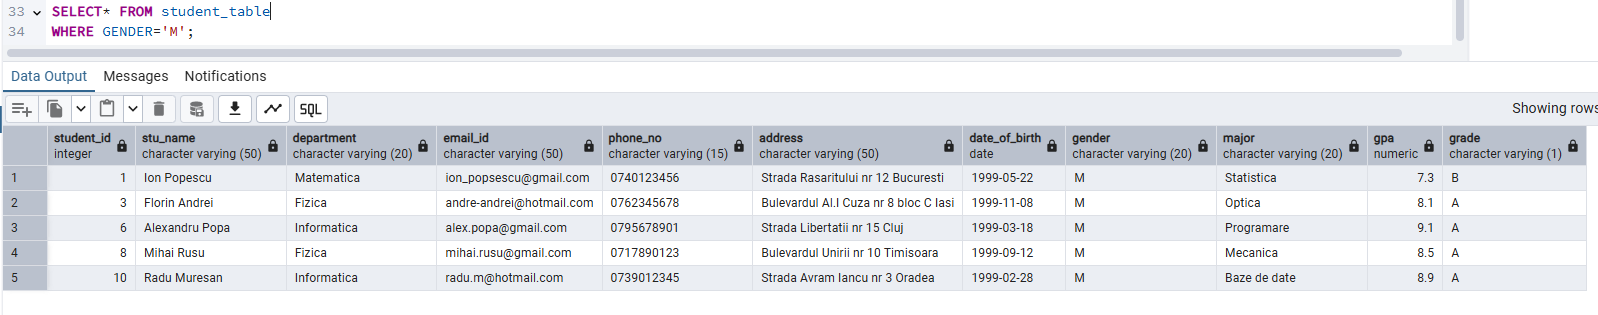 33 SELECT* FROM student_table
34 WHERE GENDER='M';
Data Output Messages Notifications
SQL Showing rows
student_id stu_name department email_id phone_no address date_of_birth gender major gpa grade
integer character varying (50) character varying (20) character varying (50) character varying (15) character varying (50) date character varying (20) character varying (20) numeric character varying (1)
1 1 Ion Popescu Matematica ion_popsescu@gmail.com 0740123456 Strada Rasaritului nr 12 Bucuresti 1999-05-22 M Statistica 7.3 B
2 3 Florin Andrei Fizica andre-andrei@hotmail.com 0762345678 Bulevardul Al.I Cuza nr 8 bloc C Iasi 1999-11-08 M Optica 8.1 A
3 6 Alexandru Popa Informatica alex.popa@gmail.com 0795678901 Strada Libertatii nr 15 Cluj 1999-03-18 M Programare 9.1 A
4 8 Mihai Rusu Fizica mihai.rusu@gmail.com 0717890123 Bulevardul Unirii nr 10 Timisoara 1999-09-12 M Mecanica 8.5 A
5 10 Radu Muresan Informatica radu.m@hotmail.com 0739012345 Strada Avram Iancu nr 3 Oradea 1999-02-28 M Baze de date 8.9 A